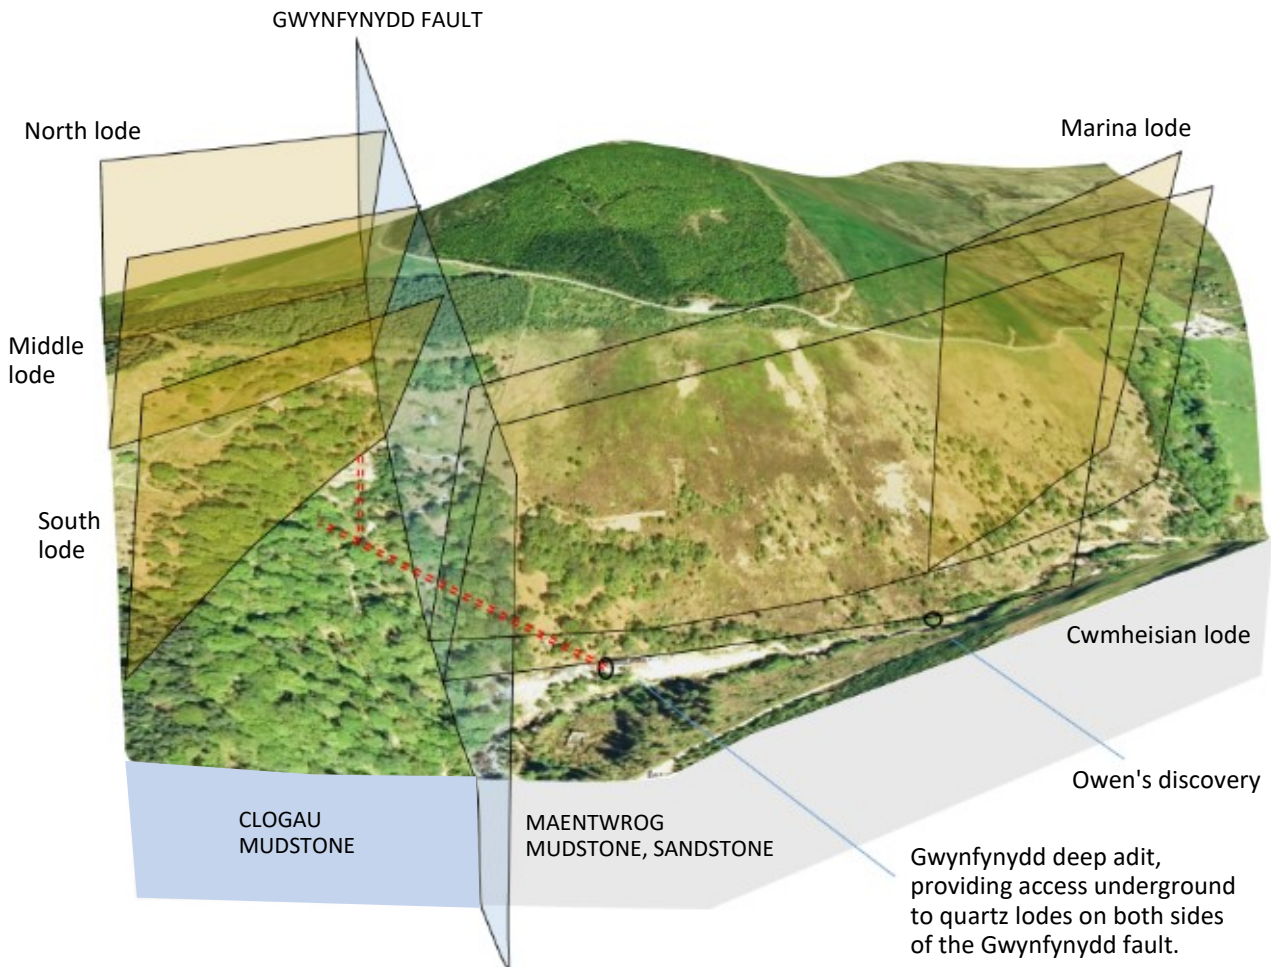 GWYNFYNYDD FAULT
North lode
Marina lode
Middle
lode
South
lode
Cwmheisian lode
Owen's discovery
CLOGAU
MUDSTONE
MAENTWROG
MUDSTONE, SANDSTONE
Gwynfynydd deep adit,
providing access underground
to quartz lodes on both sides
of the Gwynfynydd fault.